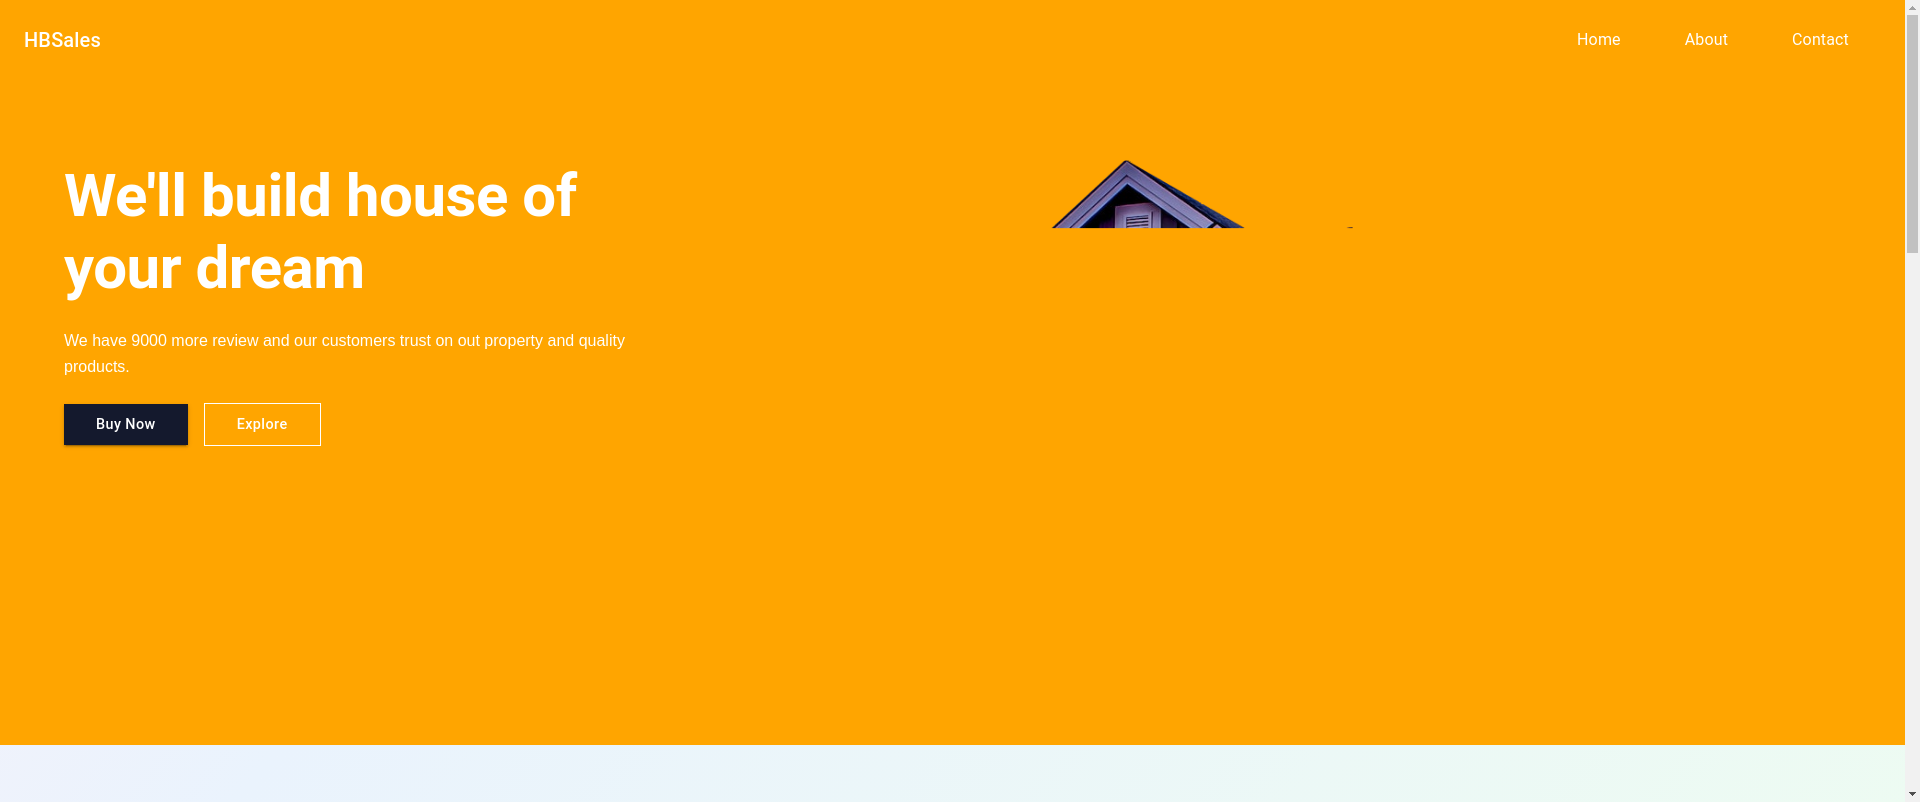 HBSales
Home
About
Contact
We'll build house of
your dream
We have 9000 more review and our customers trust on out property and quality
products.
Buy Now
Explore